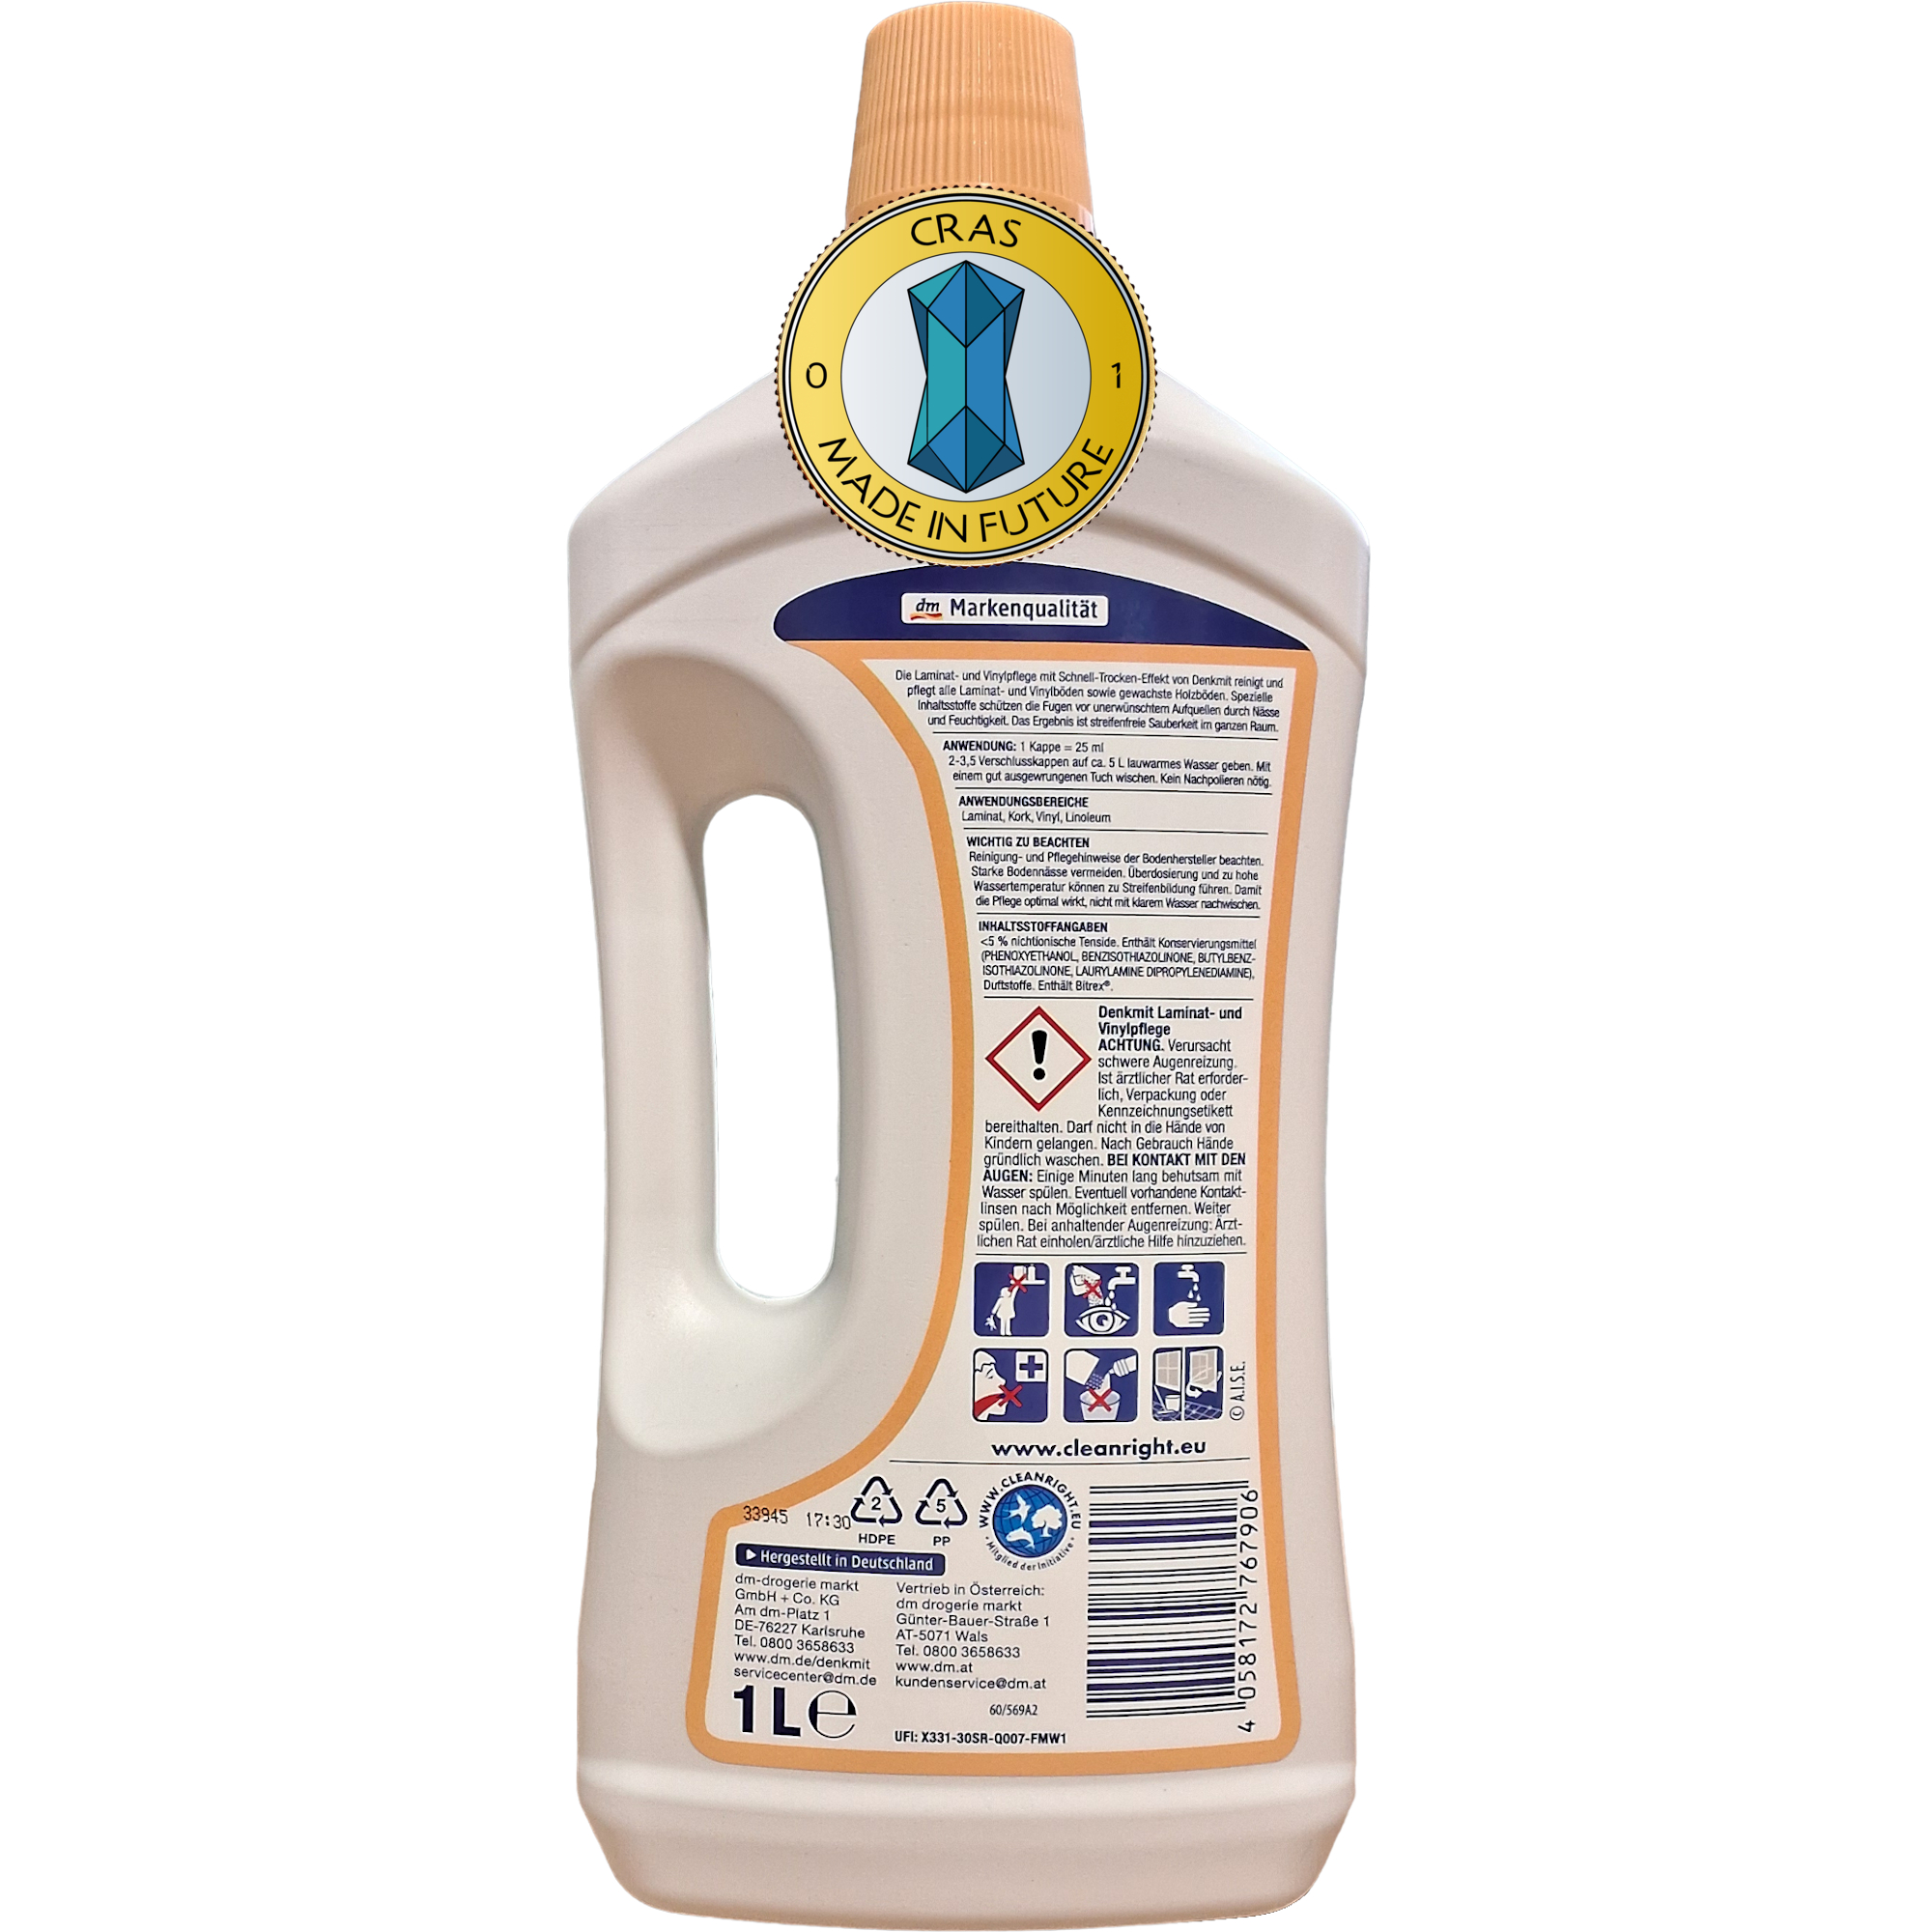 CRAS
0 1
MADE IN FUTURE
dm Markenqualität
Die Laminat- und Vinylpflege mit Schnell-Trocken-Effekt von Denkmit reinigt und
pflegt alle Laminat- und Vinylböden sowie gewachste Holzböden. Spezielle
Inhaltsstoffe schützen die Fugen vor unerwünschtem Aufquellen durch Nässe
und Feuchtigkeit. Das Ergebnis ist streifenfreie Sauberkeit im ganzen Raum.
ANWENDUNG: 1 Kappe = 25 ml
2-3,5 Verschlusskappen auf ca. 5 L lauwarmes Wasser geben. Mit
einem gut ausgewrungenen Tuch wischen. Kein Nachpolieren nötig.
ANWENDUNGSBEREICHE
Laminat, Kork, Vinyl, Linoleum
WICHTIG ZU BEACHTEN
Reinigung- und Pflegehinweise der Bodenhersteller beachten.
Starke Bodennässe vermeiden. Überdosierung und zu hohe
Wassertemperatur können zu Streifenbildung führen. Damit
die Pflege optimal wirkt, nicht mit klarem Wasser nachwischen.
INHALTSSTOFFANGABEN
<5 % nichtionische Tenside. Enthält Konservierungsmittel
(PHENOXYETHANOL, BENZISOTHIAZOLINONE, BUTYLBENZ-
ISOTHIAZOLINONE, LAURYLAMINE DIPROPYLENEDIAMINE),
Duftstoffe. Enthält Bitrex®.
Denkmit Laminat- und
Vinylpflege
ACHTUNG. Verursacht
schwere Augenreizung.
Ist ärztlicher Rat erforder-
lich, Verpackung oder
Kennzeichnungsetikett
bereithalten. Darf nicht in die Hände von
Kindern gelangen. Nach Gebrauch Hände
gründlich waschen. BEI KONTAKT MIT DEN
AUGEN: Einige Minuten lang behutsam mit
Wasser spülen. Eventuell vorhandene Kontakt-
linsen nach Möglichkeit entfernen. Weiter
spülen. Bei anhaltender Augenreizung: Ärzt-
lichen Rat einholen/ärztliche Hilfe hinzuziehen.
© A.I.S.E.
www.cleanright.eu
33945 17:30
2
HDPE
5
PP
WWW.CLEANRIGHT.EU
Mitglied der Initiative
Hergestellt in Deutschland
dm-drogerie markt
GmbH + Co. KG
Am dm-Platz 1
DE-76227 Karlsruhe
Tel. 0800 3658633
www.dm.de/denkmit
servicecenter@dm.de
Vertrieb in Österreich:
dm drogerie markt
Günter-Bauer-Straße 1
AT-5071 Wals
Tel. 0800 3658633
www.dm.at
kundenservice@dm.at
1L e
60/569A2
UFI: X331-30SR-Q007-FMW1
4 058172 767906